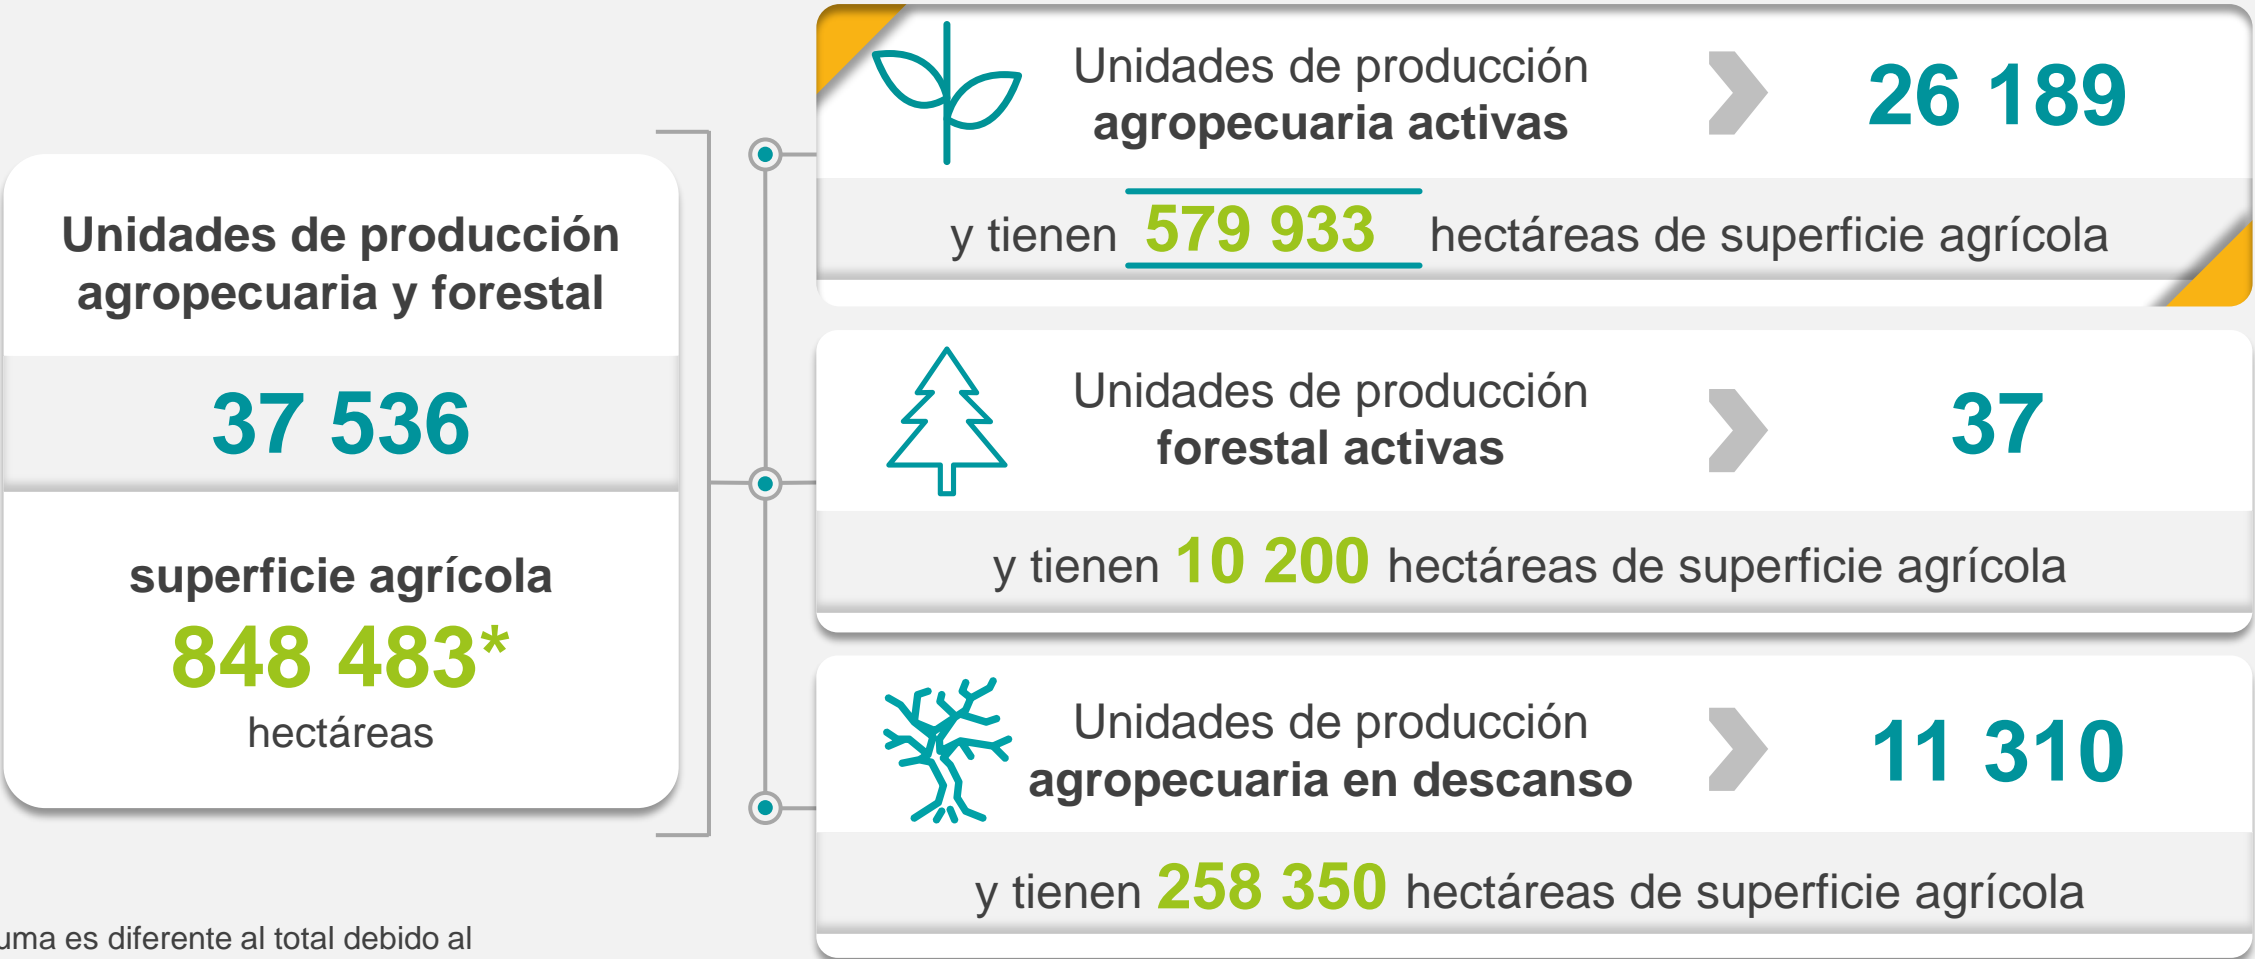 Unidades de producción
agropecuaria y forestal
37 536
superficie agrícola
848 483*
hectáreas
Unidades de producción
agropecuaria activas
26 189
y tienen 579 933 hectáreas de superficie agrícola
Unidades de producción
forestal activas
37
y tienen 10 200 hectáreas de superficie agrícola
Unidades de producción
agropecuaria en descanso
11 310
y tienen 258 350 hectáreas de superficie agrícola
es diferente al total debido al